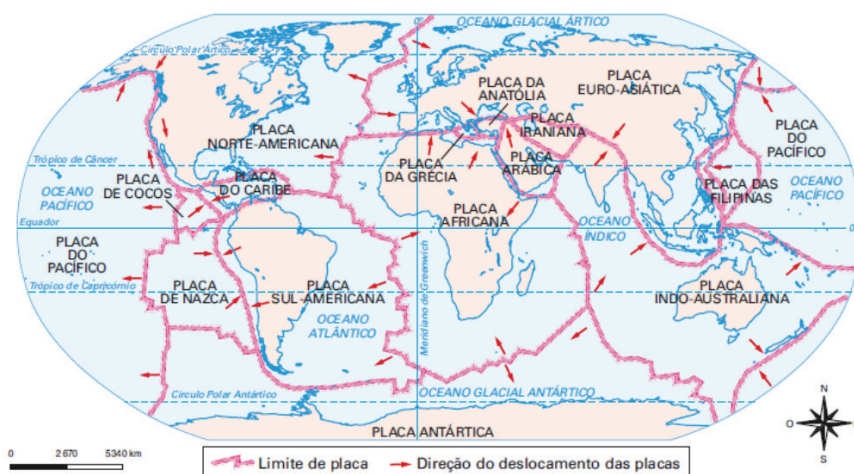 OCEANO GLACIAL ÁRTICO
0°
Círculo Polar Ártico
PLACA DA
ANATÓLIA
PLACA
EURO-ASIÁTICA
PLACA
IRANIANA
PLACA
NORTE-AMERICANA
PLACA
DO
PACÍFICO
Trópico de Câncer
PLACA
DA GRÉCIA
PLACA
ARÁBICA
PLACA
DE COCOS
PLACA
DO CARIBE
PLACA DAS
FILIPINAS
OCEANO
PACÍFICO
OCEANO
PACÍFICO
PLACA
AFRICANA
OCEANO
ÍNDICO
Equador
0°
PLACA
DO
PACÍFICO
Trópico de Capricórnio
PLACA
DE NAZCA
PLACA
SUL-AMERICANA
PLACA
INDO-AUSTRALIANA
OCEANO
ATLÂNTICO
Meridiano de Greenwich
Círculo Polar Antártico
OCEANO GLACIAL ANTÁRTICO
PLACA ANTÁRTICA
N
O
L
S
0 2 670 5340 km
Limite de placa
Direção do deslocamento das placas